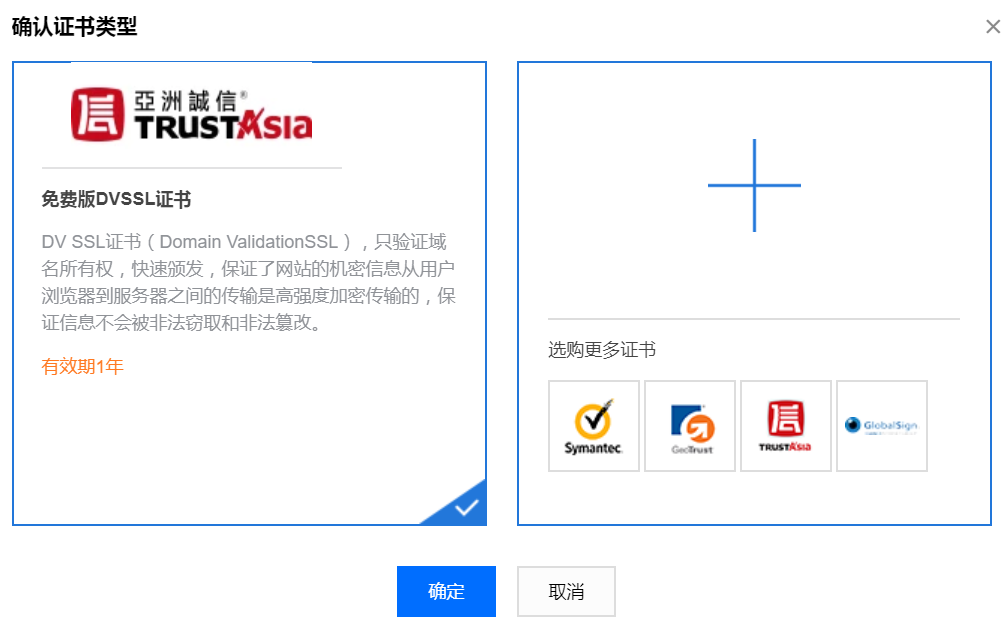 确认证书类型
亞洲誠信®
TRUSTAsia
免费版DVSSL证书
DV SSL证书（Domain ValidationSSL），只验证域
名所有权，快速颁发，保证了网站的机密信息从用户
浏览器到服务器之间的传输是高强度加密传输的，保
证信息不会被非法窃取和非法篡改。
有效期1年
选购更多证书
Symantec.
GeoTrust
信
TRUSTAsia
GlobalSign.
确定
取消